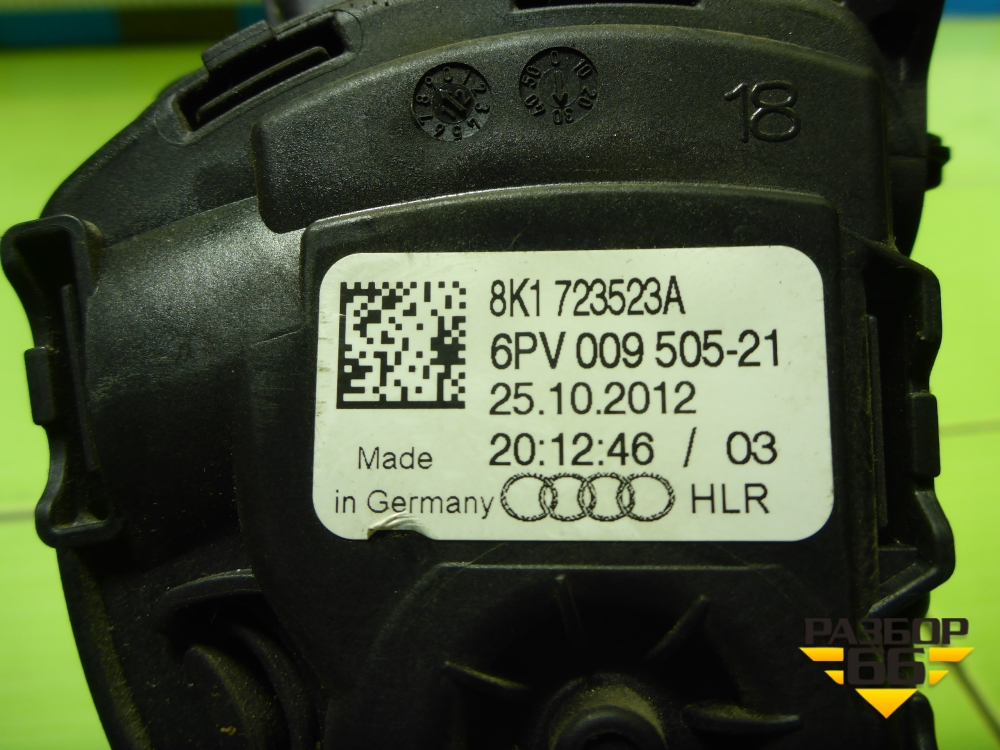 18
8K1 723523A
6PV 009 505-21
25.10.2012
20:12:46 / 03
Made
in Germany
HLR
РАЗБОР
66